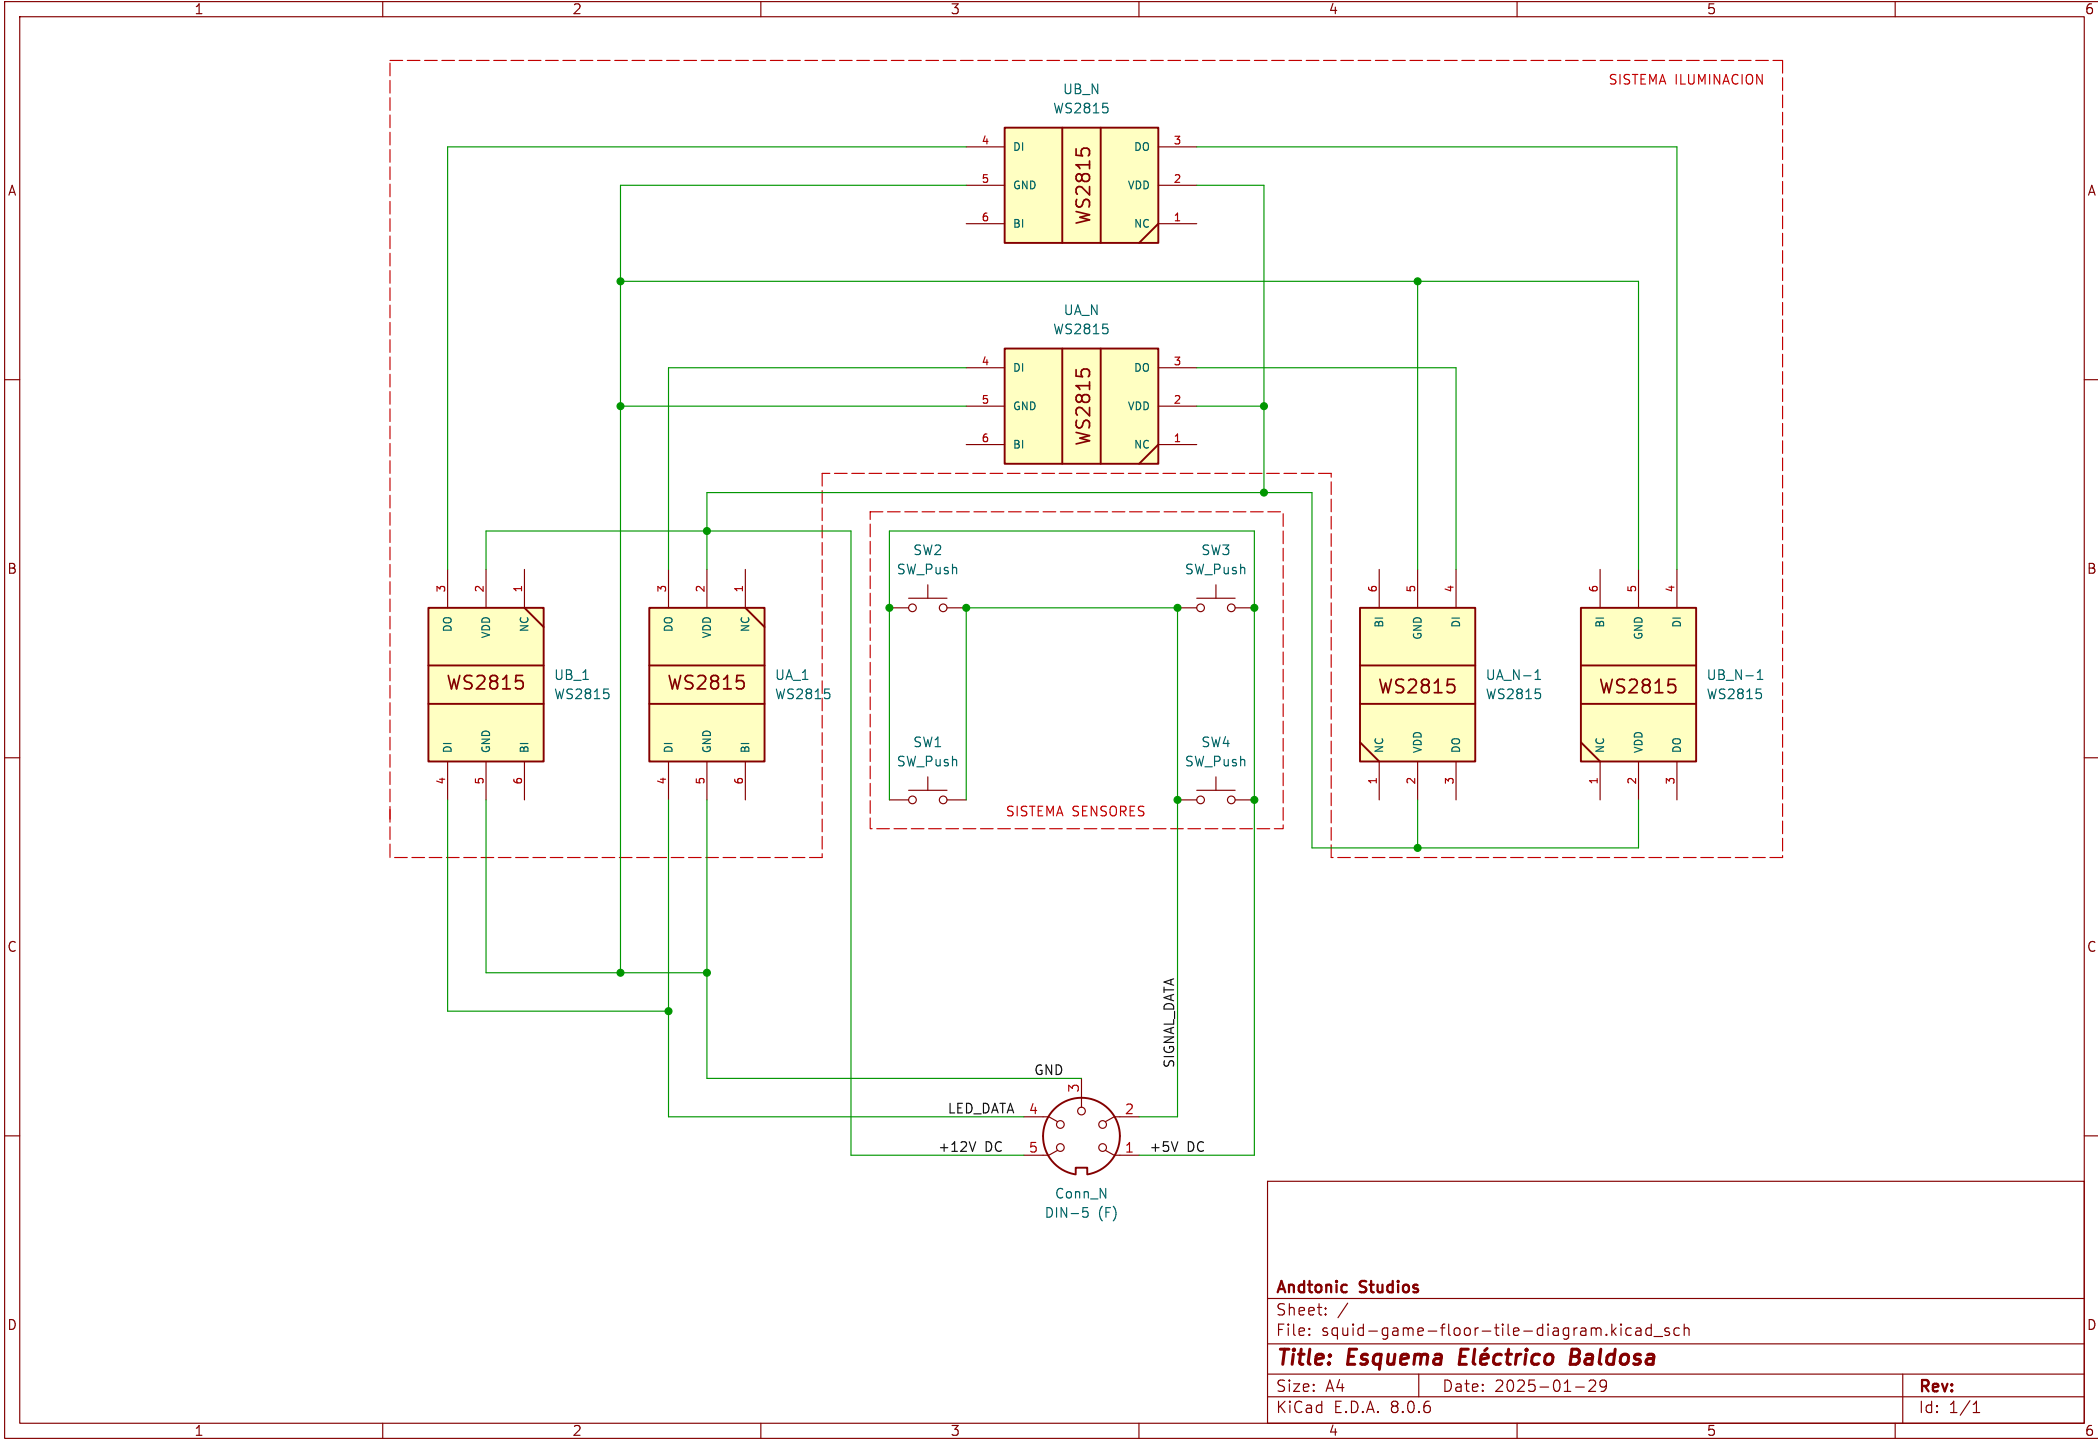 1 2 3 4 5 6
SISTEMA ILUMINACION
UB_N
WS2815
4 DI DO 3
5 GND VDD 2
6 BI NC 1
WS2815
A A
UA_N
WS2815
4 DI DO 3
5 GND VDD 2
6 BI NC 1
WS2815
B B
3 2 1
DO VDD NC
WS2815
UB_1
WS2815
DI GND BI
4 5 6
3 2 1
DO VDD NC
WS2815
UA_1
WS2815
DI GND BI
4 5 6
SW2
SW_Push
SW3
SW_Push
SW1
SW_Push
SW4
SW_Push
SISTEMA SENSORES
6 5 4
BI GND DI
WS2815
UA_N-1
WS2815
NC VDD DO
1 2 3
6 5 4
BI GND DI
WS2815
UB_N-1
WS2815
NC VDD DO
1 2 3
C C
SIGNAL_DATA
GND
3
LED_DATA 4 2
+12V DC 5 1 +5V DC
Conn_N
DIN-5 (F)
D D
Andtonic Studios
Sheet: /
File: squid-game-floor-tile-diagram.kicad_sch
Title: Esquema Eléctrico Baldosa
Size: A4 Date: 2025-01-29 Rev:
KiCad E.D.A. 8.0.6 Id: 1/1
1 2 3 4 5 6